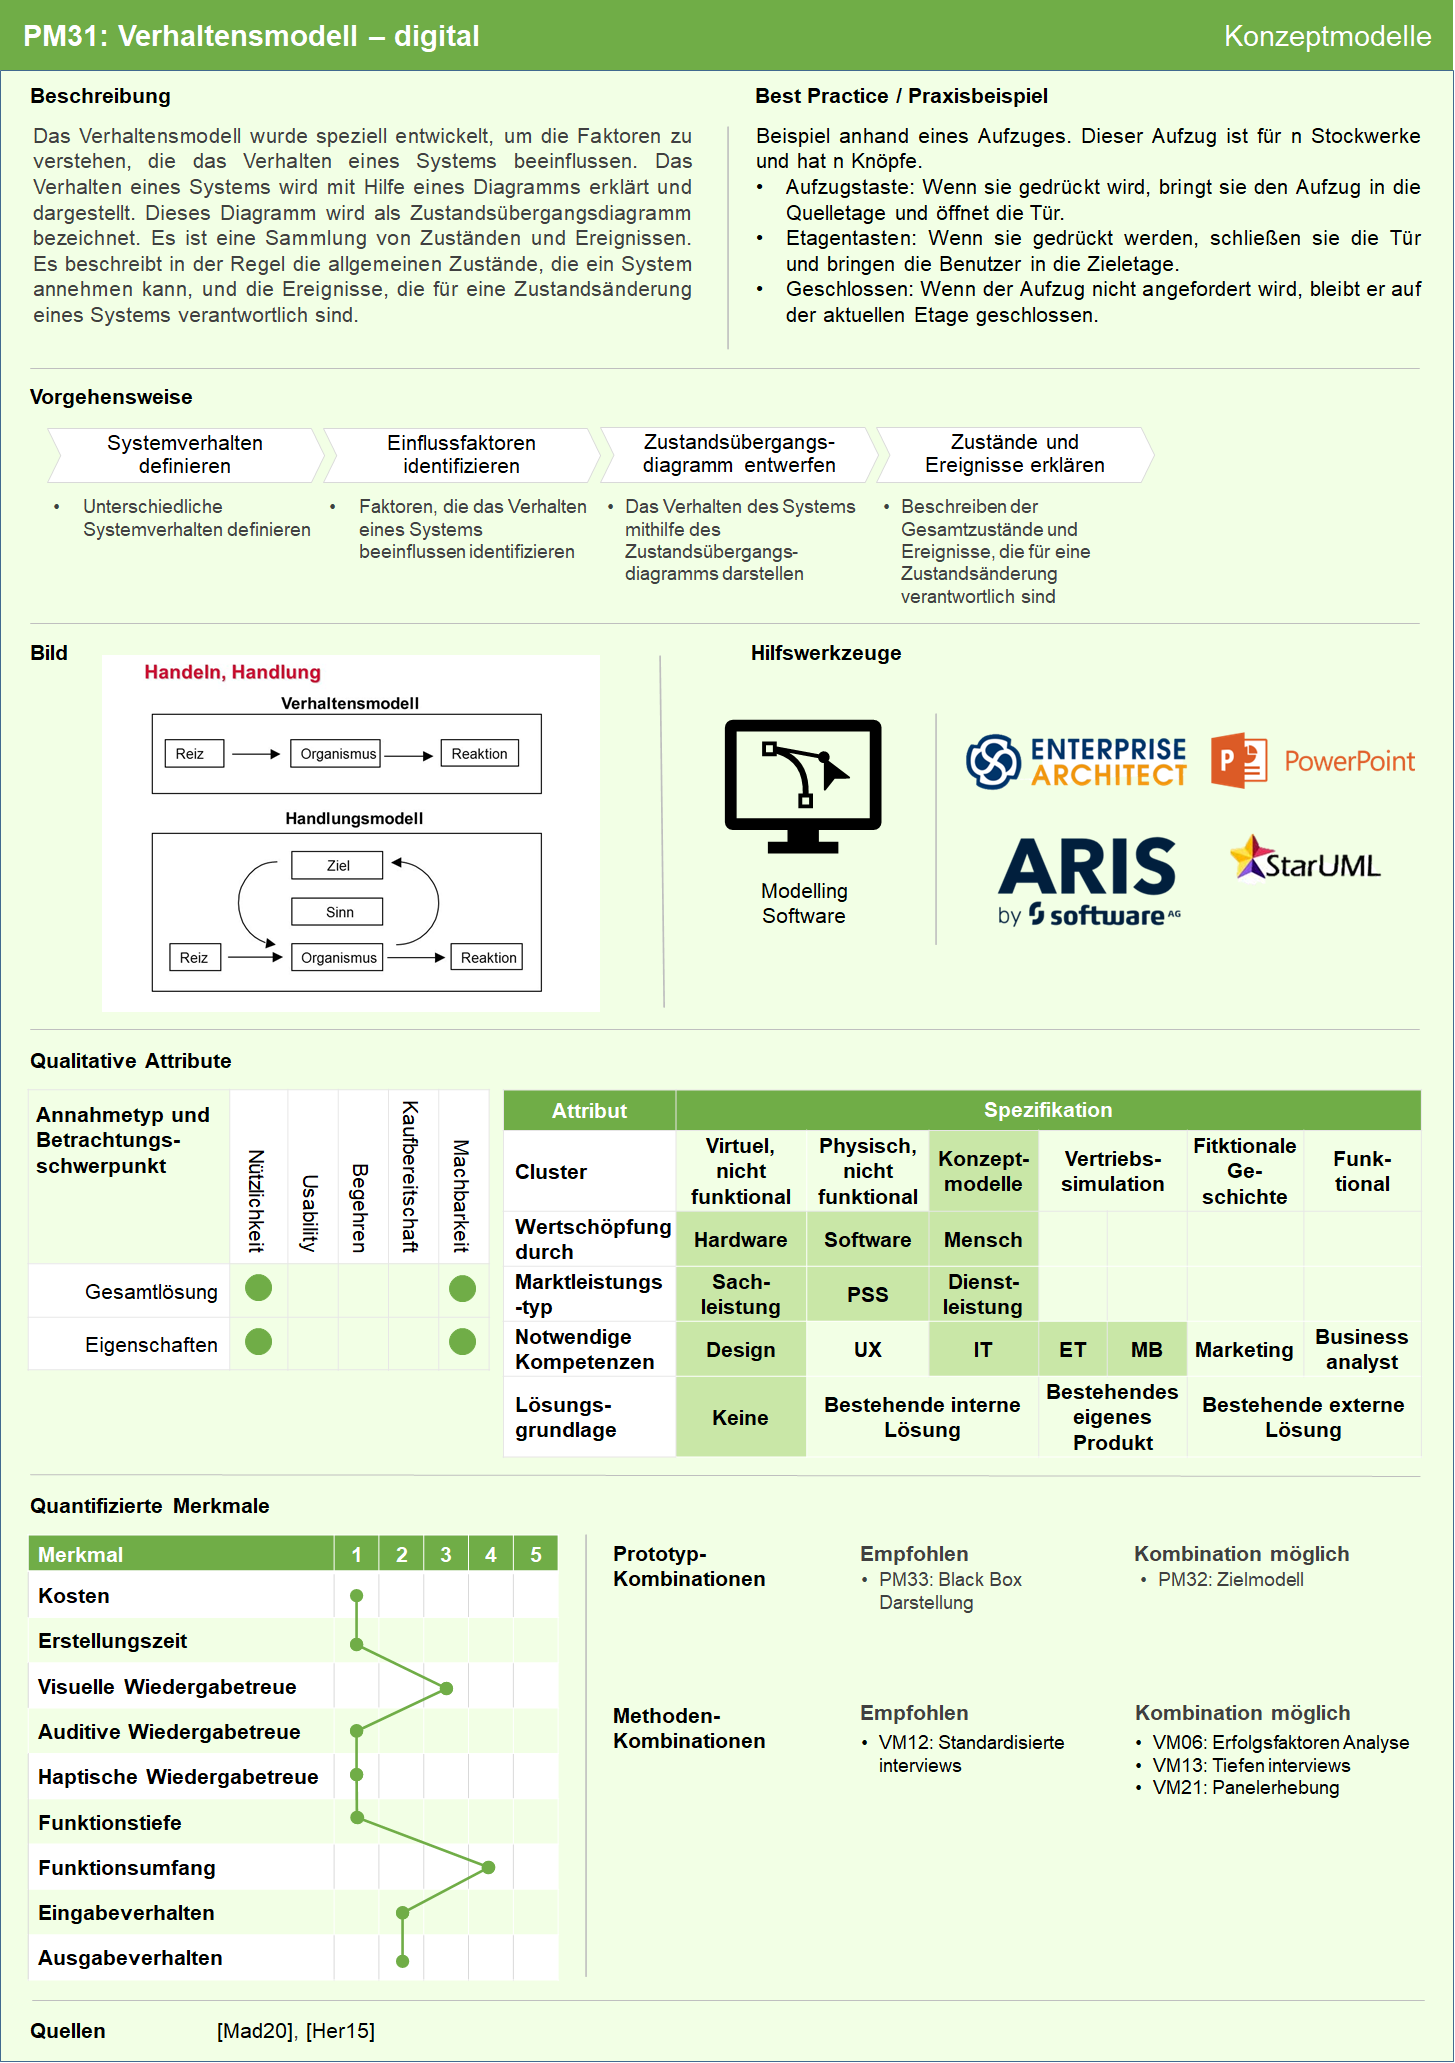 PM31: Verhaltensmodell – digital
Konzeptmodelle
Beschreibung
Das Verhaltensmodell wurde speziell entwickelt, um die Faktoren zu
verstehen, die das Verhalten eines Systems beeinflussen. Das
Verhalten eines Systems wird mit Hilfe eines Diagramms erklärt und
dargestellt. Dieses Diagramm wird als Zustandsübergangsdiagramm
bezeichnet. Es ist eine Sammlung von Zuständen und Ereignissen.
Es beschreibt in der Regel die allgemeinen Zustände, die ein System
annehmen kann, und die Ereignisse, die für eine Zustandsänderung
eines Systems verantwortlich sind.
Best Practice / Praxisbeispiel
Beispiel anhand eines Aufzuges. Dieser Aufzug ist für n Stockwerke
und hat n Knöpfe.
• Aufzugstaste: Wenn sie gedrückt wird, bringt sie den Aufzug in die
Quelletage und öffnet die Tür.
• Etagentasten: Wenn sie gedrückt werden, schließen sie die Tür
und bringen die Benutzer in die Zieletage.
• Geschlossen: Wenn der Aufzug nicht angefordert wird, bleibt er auf
der aktuellen Etage geschlossen.
Vorgehensweise
Systemverhalten
definieren
• Unterschiedliche
Systemverhalten definieren
Einflussfaktoren
identifizieren
• Faktoren, die das Verhalten
eines Systems
beeinflussen identifizieren
Zustandsübergangs-
diagramm entwerfen
• Das Verhalten des Systems
mithilfe des
Zustandsübergangs-
diagramms darstellen
Zustände und
Ereignisse erklären
• Beschreiben der
Gesamtzustände und
Ereignisse, die für eine
Zustandsänderung
verantwortlich sind
Bild
Handeln, Handlung
Verhaltensmodell
Reiz Organismus Reaktion
Handlungsmodell
Ziel
Sinn
Reiz Organismus Reaktion
Hilfswerkzeuge
Modelling
Software
ENTERPRISE
ARCHITECT
P PowerPoint
ARIS
by software AG
StarUML
Qualitative Attribute
Annahmetyp und
Betrachtungs-
schwerpunkt
Nützlichkeit
Usability
Begehren
Kaufbereitschaft
Machbarkeit
Gesamtlösung
Eigenschaften
Attribut Spezifikation
Cluster
Virtuel,
nicht
funktional
Physisch,
nicht
funktional
Konzept-
modelle
Vertriebs-
simulation
Fitktionale
Ge-
schichte
Funk-
tional
Wertschöpfung
durch
Hardware Software Mensch
Marktleistungs
-typ
Sach-
leistung
PSS
Dienst-
leistung
Notwendige
Kompetenzen
Design UX IT ET MB Marketing
Business
analyst
Lösungs-
grundlage
Keine
Bestehende interne
Lösung
Bestehendes
eigenes
Produkt
Bestehende externe
Lösung
Quantifizierte Merkmale
Merkmal 1 2 3 4 5
Kosten
Erstellungszeit
Visuelle Wiedergabetreue
Auditive Wiedergabetreue
Haptische Wiedergabetreue
Funktionstiefe
Funktionsumfang
Eingabeverhalten
Ausgabeverhalten
Prototyp-
Kombinationen
Empfohlen
• PM33: Black Box
Darstellung
Kombination möglich
• PM32: Zielmodell
Methoden-
Kombinationen
Empfohlen
• VM12: Standardisierte
interviews
Kombination möglich
• VM06: Erfolgsfaktoren Analyse
• VM13: Tiefen interviews
• VM21: Panelerhebung
Quellen [Mad20], [Her15]